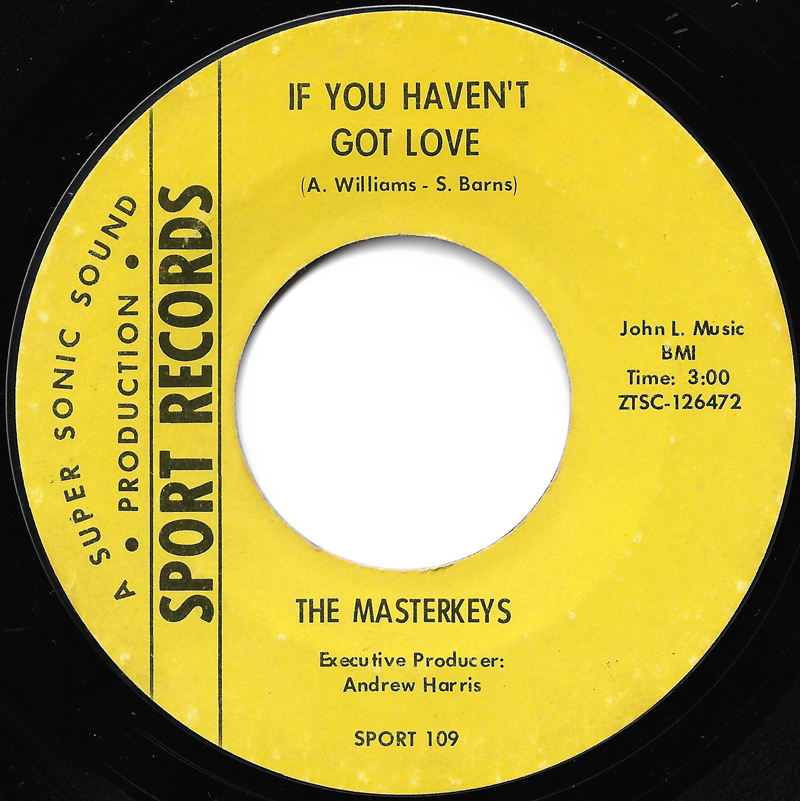 IF YOU HAVEN'T
GOT LOVE
(A. Williams - S. Barns)
A SUPER SONIC SOUND
• PRODUCTION •
SPORT RECORDS
John L. Music
BMI
Time: 3:00
ZTSC-126472
THE MASTERKEYS
Executive Producer:
Andrew Harris
SPORT 109